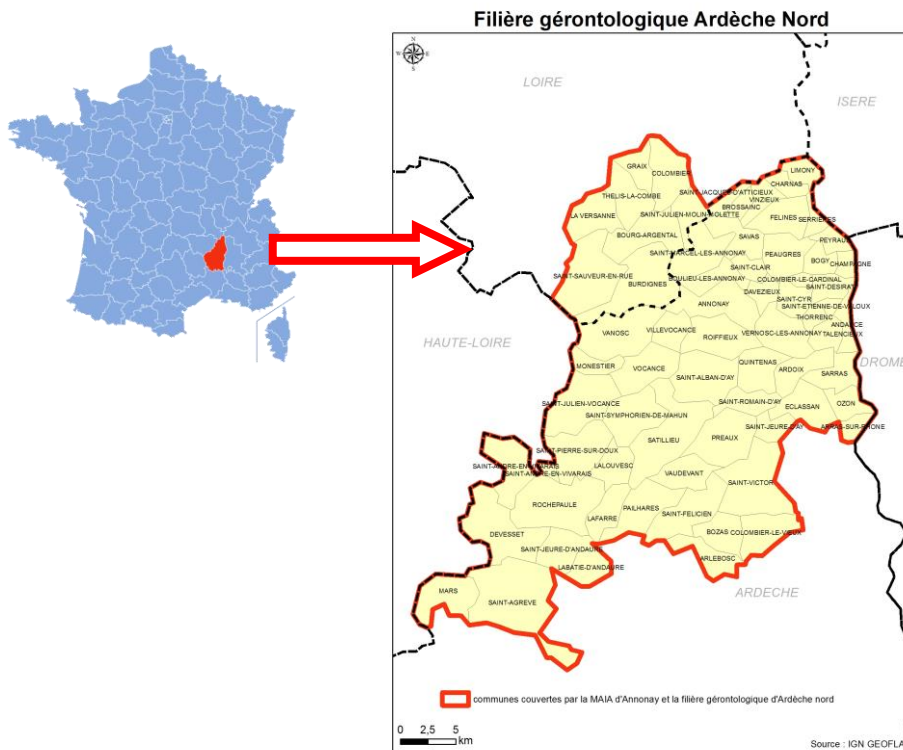 Filière gérontologique Ardèche Nord
N
W
E
S
LOIRE
ISERE
LIMONY
GRAIX
COLOMBIER
CHARNAS
SAINT-JACQUES-D'ATTICIEUX
THELIS-LA-COMBE
VINZIEUX
BROSSAINC
LA VERSANNE
SAINT-JULIEN-MOLIN-MOLETTE
FELINES
SERRIERES
BOURG-ARGENTAL
SAVAS
PEYRAUD
SAINT-MARCEL-LES-ANNONAY
PEAUGRES
BOGY
CHAMPAGNE
SAINT-CLAIR
SAINT-SAUVEUR-EN-RUE
BOULIEU-LES-ANNONAY
COLOMBIER-LE-CARDINAL
BURDIGNES
SAINT-DESIRAT
DAVEZIEUX
SAINT-CYR
ANNONAY
SAINT-ETIENNE-DE-VALOUX
THORRENC
ANDANCE
VANOSC
VILLEVOCANCE
ROIFFIEUX
VERNOSC-LES-ANNONAY
TALENCIEUX
HAUTE-LOIRE
DROME
MONESTIER
VOCANCE
QUINTENAS
ARDOIX
SARRAS
SAINT-ALBAN-D'AY
SAINT-JULIEN-VOCANCE
SAINT-ROMAIN-D'AY
ECLASSAN
OZON
SAINT-SYMPHORIEN-DE-MAHUN
SAINT-JEURE-D'AY
ARRAS-SUR-RHONE
SATILLIEU
PREAUX
SAINT-PIERRE-SUR-DOUX
SAINT-ANDRE-EN-VIVARAIS
LALOUVESC
SAINT-ANDRE-EN-VIVARAIS
VAUDEVANT
SAINT-VICTOR
ROCHEPAULE
PAILHARES
SAINT-FELICIEN
LAFARRE
DEVESSET
BOZAS
COLOMBIER-LE-VIEUX
SAINT-JEURE-D'ANDAURE
ARLEBOSC
LABATIE-D'ANDAURE
MARS
SAINT-AGREVE
ARDECHE
communes couvertes par la MAIA d'Annonay et la filière gérontologique d'Ardèche nord
0 2,5 5
km
Source : IGN GEOFLA